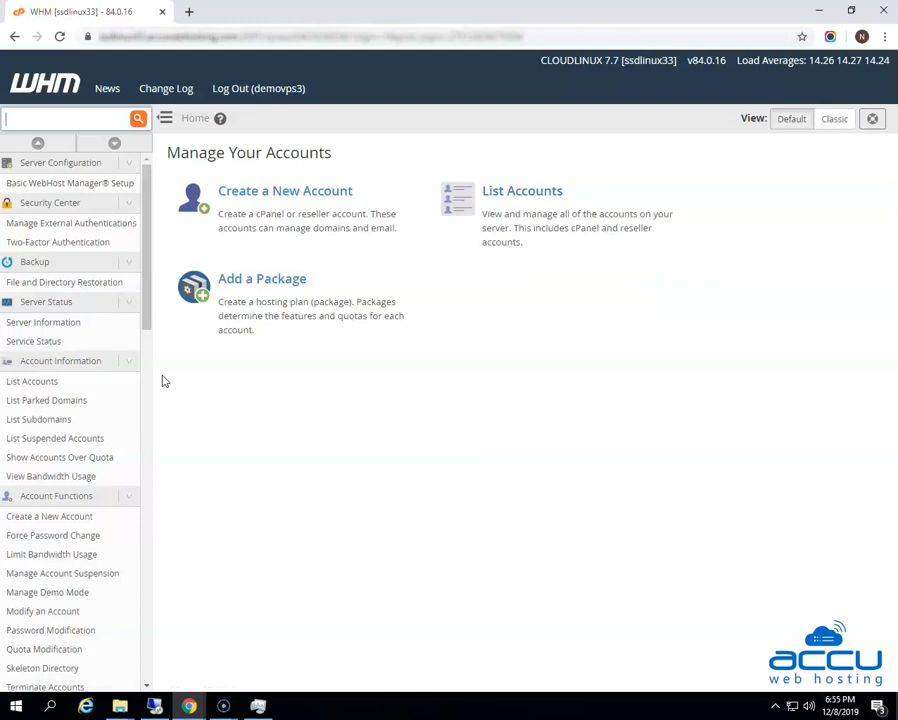 WHM [ssdlinux33] - 84.0.16
CLOUDLINUX 7.7 [ssdlinux33] v84.0.16 Load Averages: 14.26 14.27 14.24
WHM News Change Log Log Out (demovps3)
Home View: Default Classic
Manage Your Accounts
Create a New Account
Create a cPanel or reseller account. These
accounts can manage domains and email.
List Accounts
View and manage all of the accounts on your
server. This includes cPanel and reseller
accounts.
Add a Package
Create a hosting plan (package). Packages
determine the features and quotas for each
account.
Server Configuration
Basic WebHost Manager® Setup
Security Center
Manage External Authentications
Two-Factor Authentication
Backup
File and Directory Restoration
Server Status
Server Information
Service Status
Account Information
List Accounts
List Parked Domains
List Subdomains
List Suspended Accounts
Show Accounts Over Quota
View Bandwidth Usage
Account Functions
Create a New Account
Force Password Change
Limit Bandwidth Usage
Manage Account Suspension
Manage Demo Mode
Modify an Account
Password Modification
Quota Modification
Skeleton Directory
Terminate Accounts
accu
web hosting
6:55 PM
12/8/2019
3
N